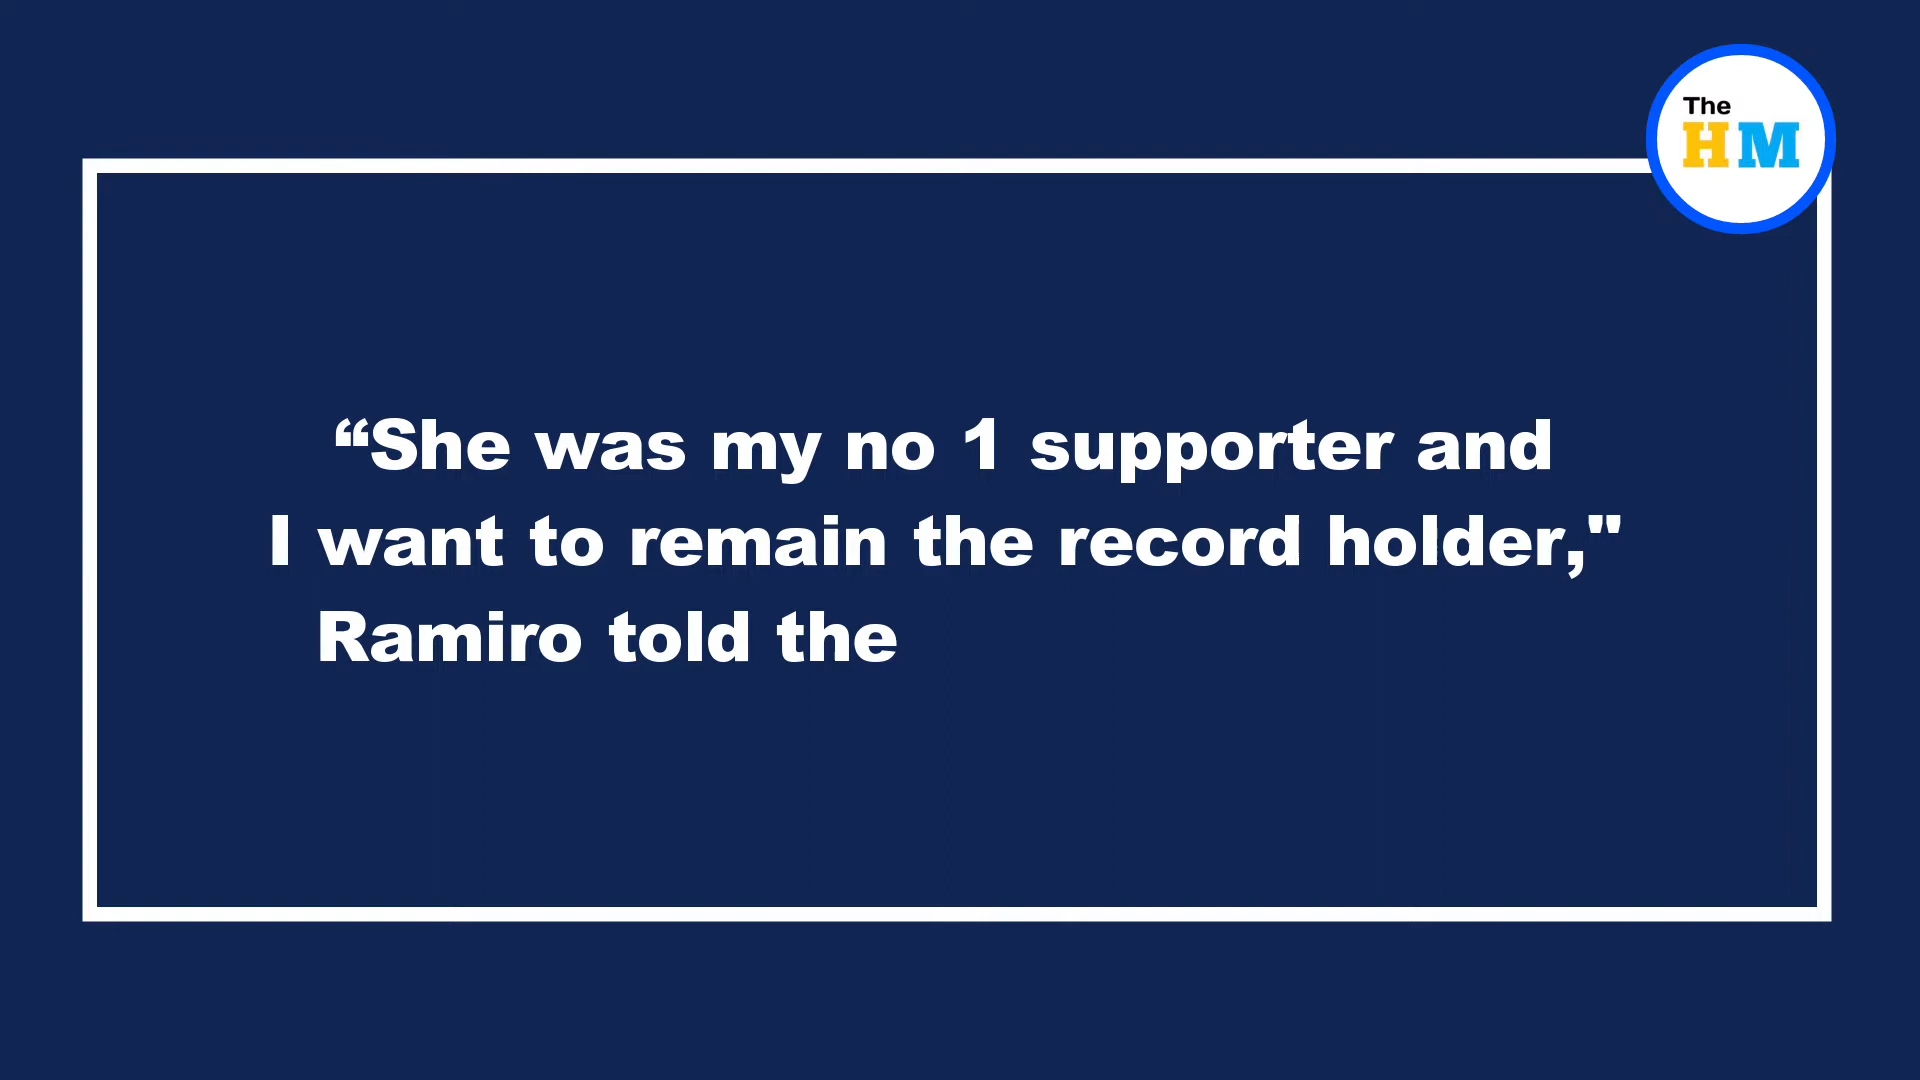 The
HM
“She was my no 1 supporter and
I want to remain the record holder,"
Ramiro told the